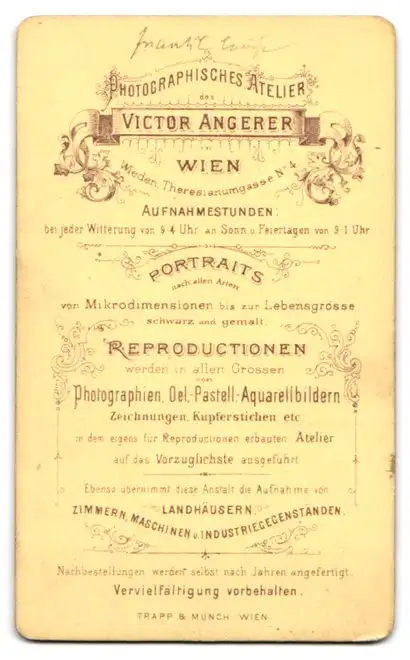 PHOTOGRAPHISCHES ATELIER
des
VICTOR ANGERER
WIEN
Wieden, Theresianumgasse No 4
AUFNAHMESTUNDEN:
bei jeder Witterung von 9-4 Uhr an Sonn u. Feiertagen von 9-1 Uhr
PORTRAITS
nach allen Arten
von Mikrodimensionen bis zur Lebensgrosse
schwarz und gemalt.
REPRODUCTIONEN
werden in allen Grossen
von
Photographien, Oel,-Pastell-Aquarellbildern
Zeichnungen, Kupferstichen etc
in dem eigens für Reproductionen erbauten Atelier
auf das Vorzuglichste ausgeführt
Ebenso übernimmt diese Anstalt die Aufnahme von
LANDHÄUSERN,
ZIMMERN, MASCHINEN u. INDUSTRIEGEGENSTANDEN.
Nachbestellungen werden selbst nach Jahren angefertigt.
Vervielfältigung vorbehalten.
TRAPP & MÜNCH WIEN